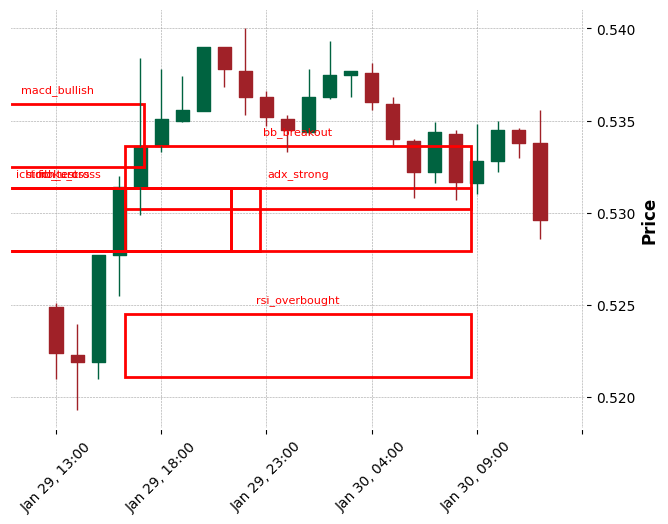 0.540
macd_bullish
0.535
bb_breakout
adx_strong
0.530
Price
0.525
rsi_overbought
0.520
Jan 29, 13:00
Jan 29, 18:00
Jan 29, 23:00
Jan 30, 04:00
Jan 30, 09:00